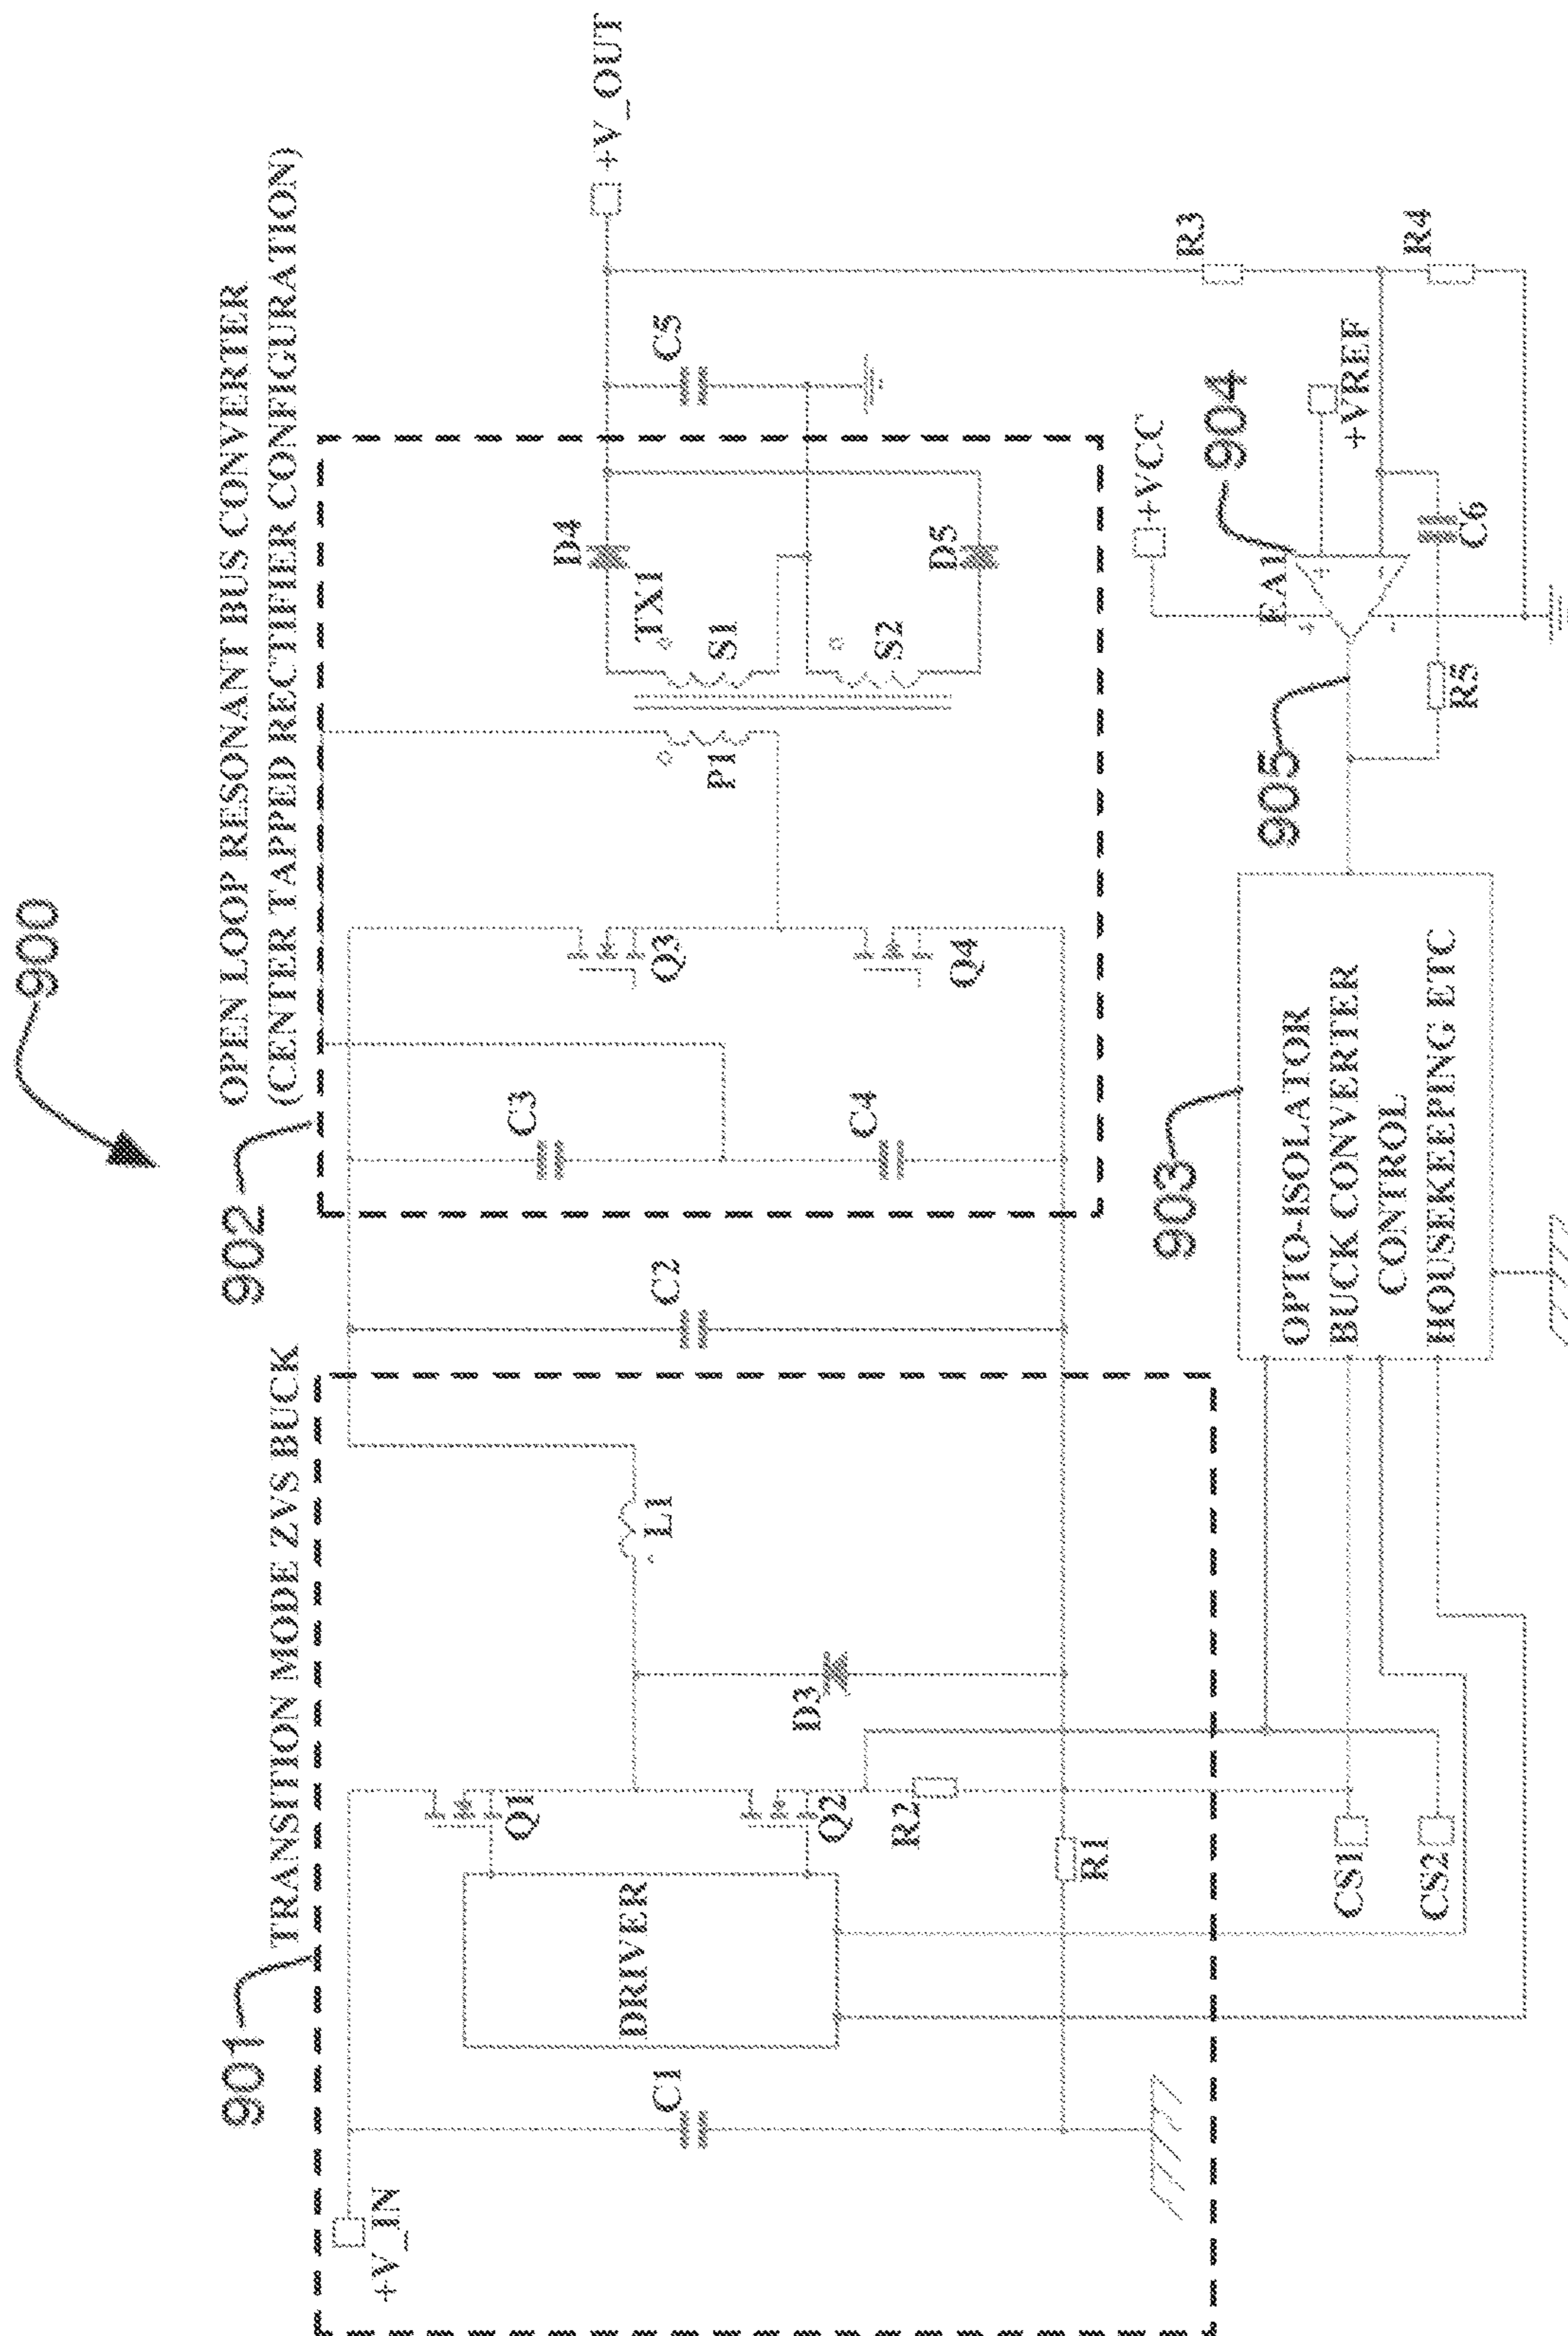 900
901
TRANSITION MODE ZVS BUCK
902
OPEN LOOP RESONANT BUS CONVERTER
(CENTER TAPPED RECTIFIER CONFIGURATION)
+V_IN
C1
DRIVER
Q1
Q2
R2
R1
D3
L1
C2
C3
C4
Q3
Q4
P1
TX1
S1
S2
D4
D5
C5
+V_OUT
CS1
CS2
903
OPTO-ISOLATOR
BUCK CONVERTER
CONTROL
HOUSEKEEPING ETC
905
904
EA1
+VCC
+VREF
R5
C6
R3
R4